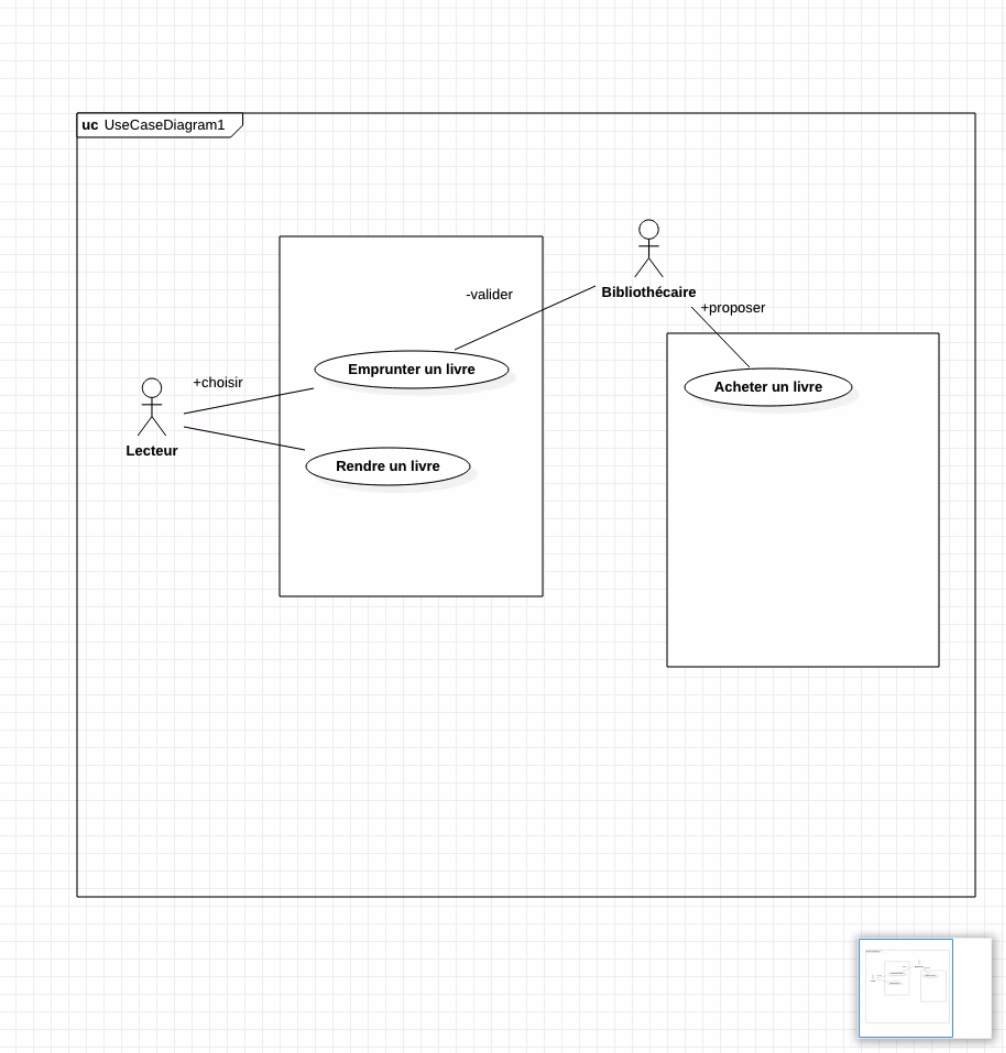 uc UseCaseDiagram1
-valider
Bibliothécaire
+proposer
+choisir
Emprunter un livre
Acheter un livre
Lecteur
Rendre un livre